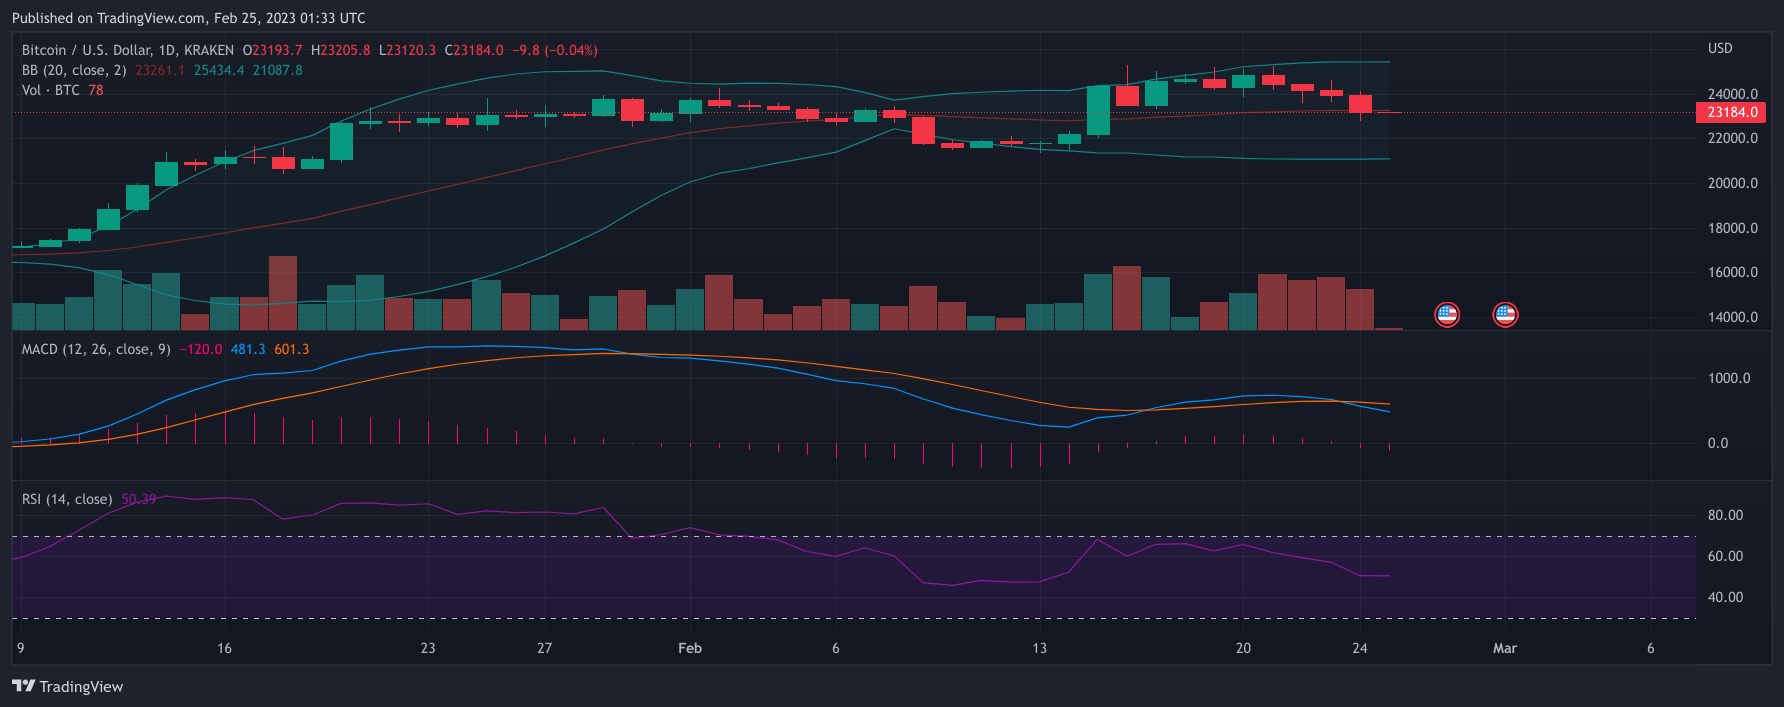 Published on TradingView.com, Feb 25, 2023 01:33 UTC
Bitcoin / U.S. Dollar, 1D, KRAKEN O23193.7 H23205.8 L23120.3 C23184.0 −9.8 (−0.04%)
BB (20, close, 2) 23261.1 25434.4 21087.8
Vol · BTC 78
USD
24000.0
23184.0
22000.0
20000.0
18000.0
16000.0
14000.0
MACD (12, 26, close, 9) −120.0 481.3 601.3
1000.0
0.0
RSI (14, close) 50.39
80.00
60.00
40.00
9 16 23 27 Feb 6 13 20 24 Mar 6
TradingView